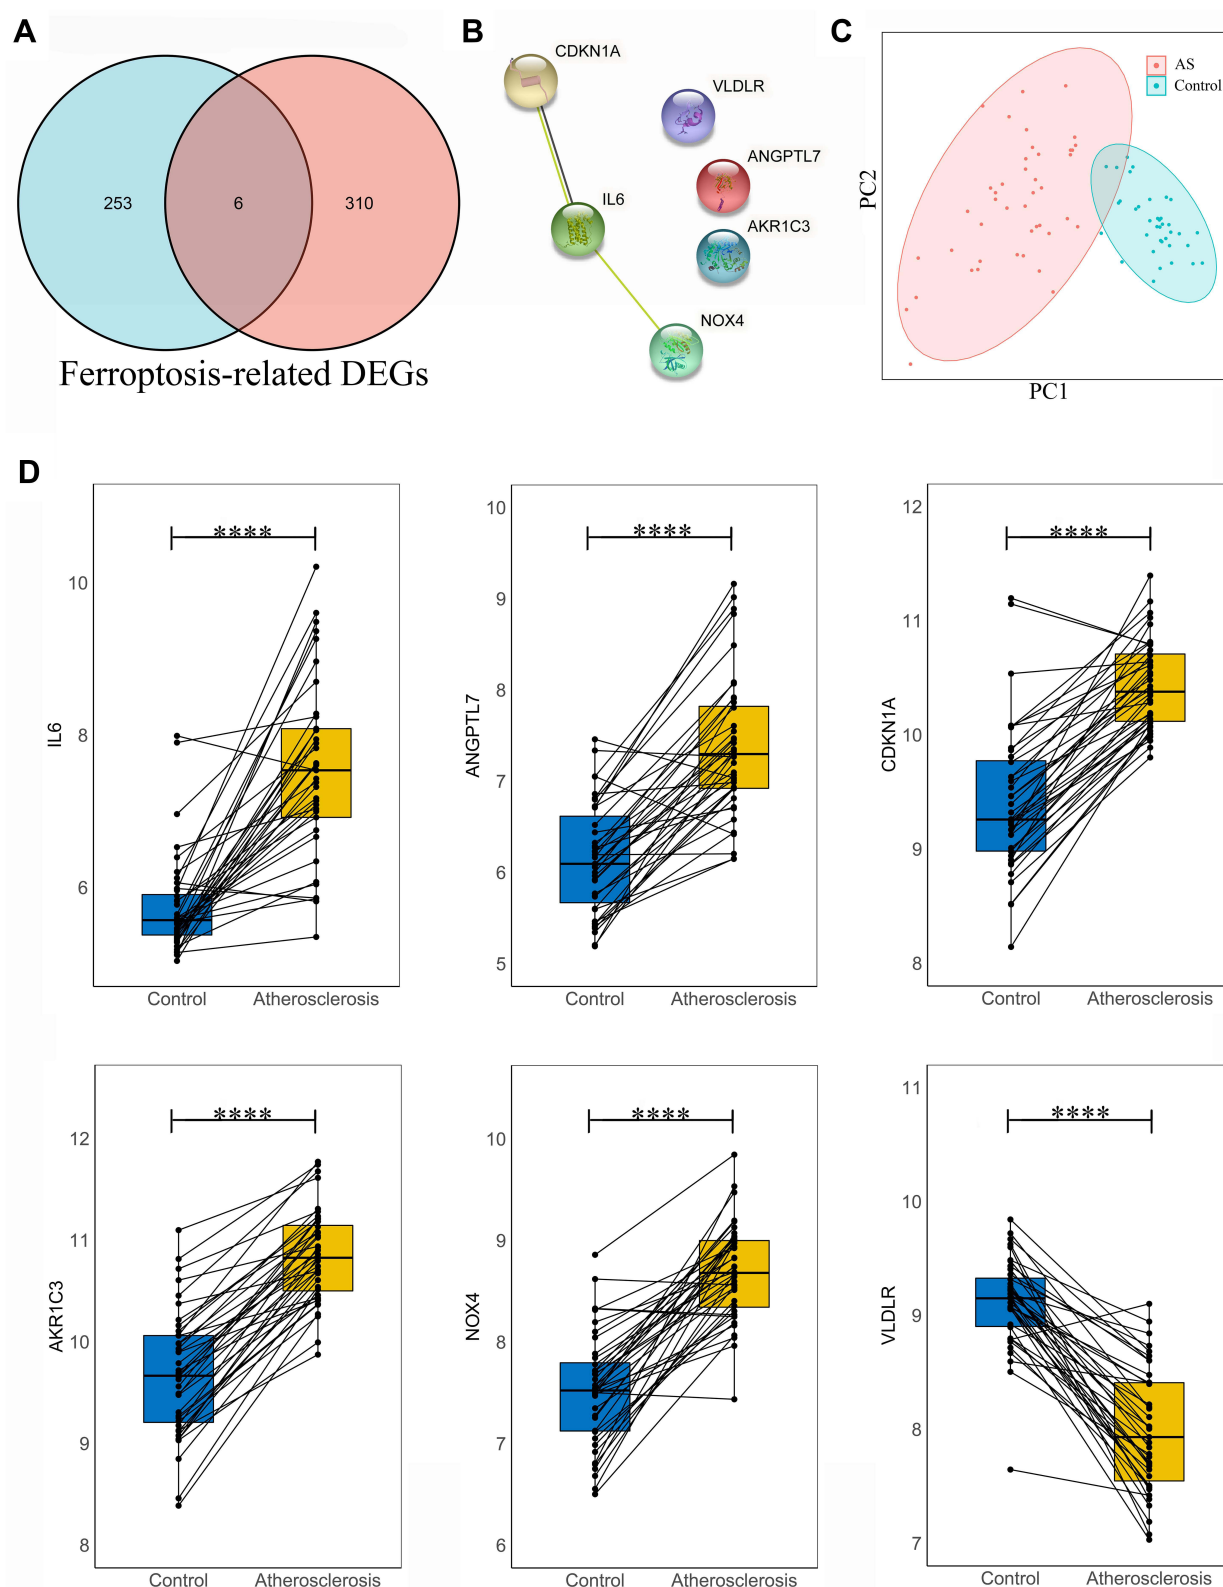 A
253
6
310
Ferroptosis-related DEGs
B
CDKN1A
VLDLR
ANGPTL7
IL6
AKR1C3
NOX4
C
AS
Control
PC2
PC1
D
****
10
8
6
IL6
Control
Atherosclerosis
****
10
9
8
7
6
5
ANGPTL7
Control
Atherosclerosis
****
12
11
10
9
8
CDKN1A
Control
Atherosclerosis
****
12
11
10
9
8
AKR1C3
Control
Atherosclerosis
****
10
9
8
7
6
NOX4
Control
Atherosclerosis
****
11
10
9
8
7
VLDLR
Control
Atherosclerosis